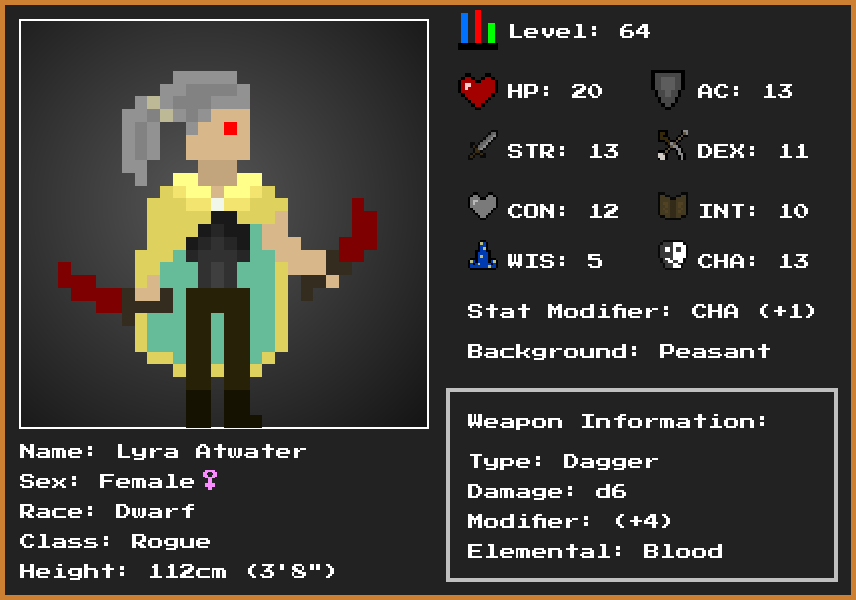 Level: 64
HP: 20
AC: 13
STR: 13
DEX: 11
CON: 12
INT: 10
WIS: 5
CHA: 13
Stat Modifier: CHA (+1)
Background: Peasant
Name: Lyra Atwater
Sex: Female♀
Race: Dwarf
Class: Rogue
Height: 112cm (3'8")
Weapon Information:
Type: Dagger
Damage: d6
Modifier: (+4)
Elemental: Blood